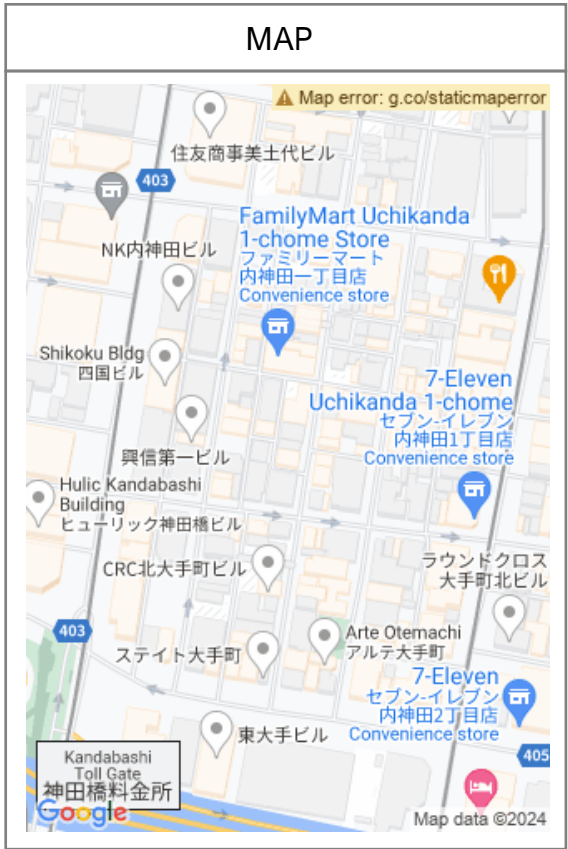 MAP
Map error: g.co/staticmaperror
住友商事美土代ビル
403
FamilyMart Uchikanda
1-chome Store
ファミリーマート
内神田一丁目店
Convenience store
NK内神田ビル
Shikoku Bldg
四国ビル
7-Eleven
Uchikanda 1-chome
セブン-イレブン
内神田1丁目店
Convenience store
興信第一ビル
Hulic Kandabashi
Building
ヒューリック神田橋ビル
CRC北大手町ビル
ラウンドクロス
大手町北ビル
403
ステイト大手町
Arte Otemachi
アルテ大手町
7-Eleven
セブン-イレブン
内神田2丁目店
Convenience store
東大手ビル
405
Kandabashi
Toll Gate
神田橋料金所
Google
Map data ©2024